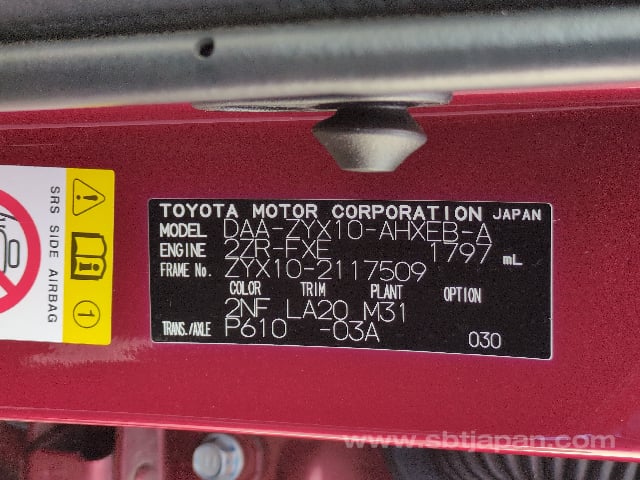 SRS SIDE AIRBAG
1
TOYOTA MOTOR CORPORATION JAPAN
MODEL DAA-ZYX10-AHXEB-A
ENGINE 2ZR-FXE 1797 mL
FRAME No. ZYX10-2117509
COLOR TRIM PLANT OPTION
2NF LA20 M31
TRANS./AXLE P610 -03A 030
www.sbtjapan.com